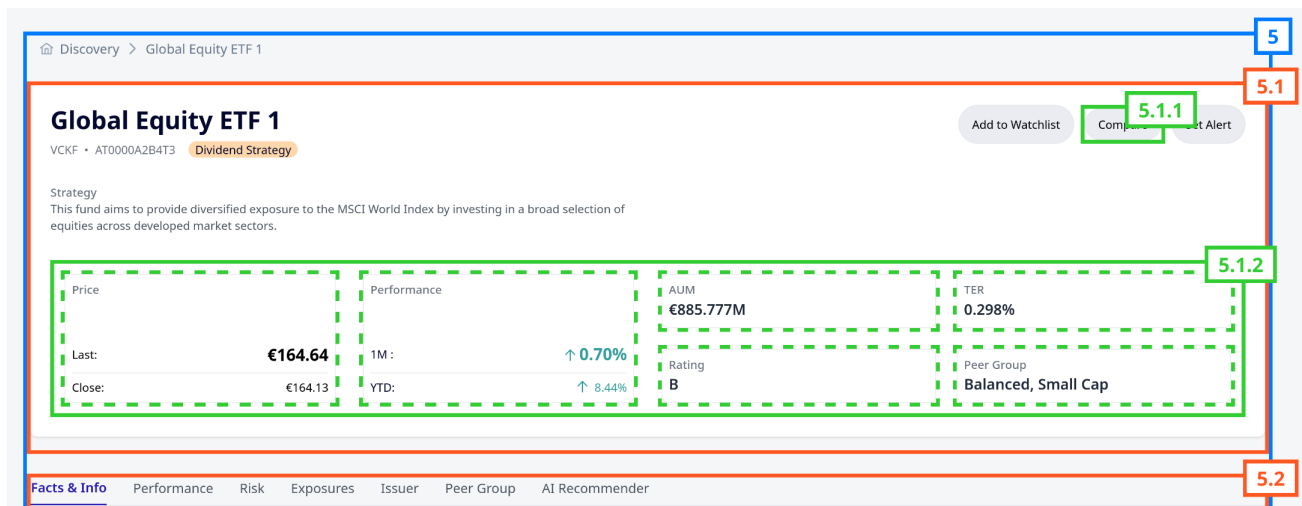 5
Discovery > Global Equity ETF 1
5.1
Global Equity ETF 1
Add to Watchlist
5.1.1
VCKF • AT0000A2B4T3 Dividend Strategy
Strategy
This fund aims to provide diversified exposure to the MSCI World Index by investing in a broad selection of
equities across developed market sectors.
5.1.2
Price
Last: €164.64
Close: €164.13
Performance
1M : ↑ 0.70%
YTD: ↑ 8.44%
AUM
€885.777M
TER
0.298%
Rating
B
Peer Group
Balanced, Small Cap
5.2
Facts & Info Performance Risk Exposures Issuer Peer Group AI Recommender